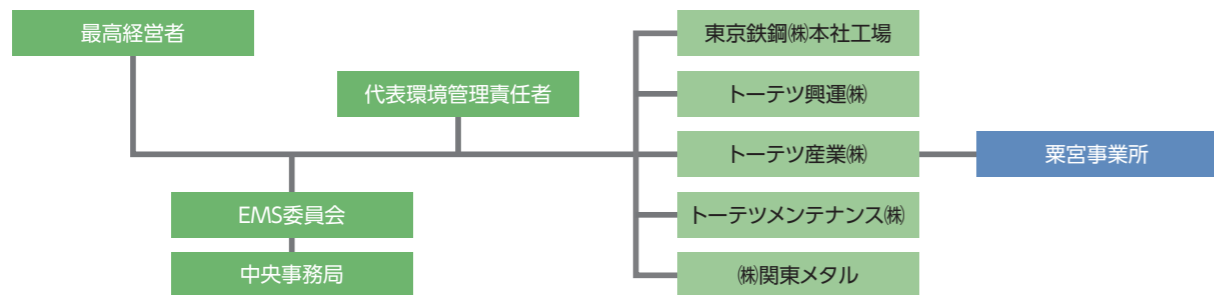 最高経営者
代表環境管理責任者
EMS委員会
中央事務局
東京鉄鋼㈱本社工場
トーテツ興運㈱
トーテツ産業㈱
トーテツメンテナンス㈱
㈱関東メタル
粟宮事業所